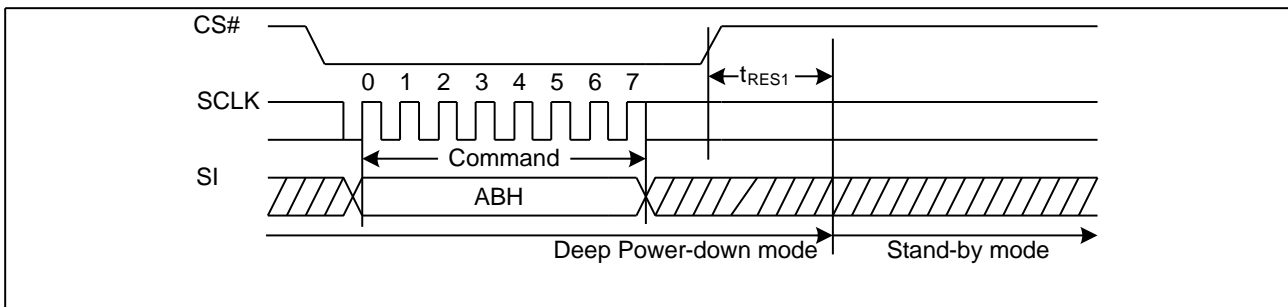 CS#
tRES1
0 1 2 3 4 5 6 7
SCLK
Command
SI
ABH
Deep Power-down mode Stand-by mode